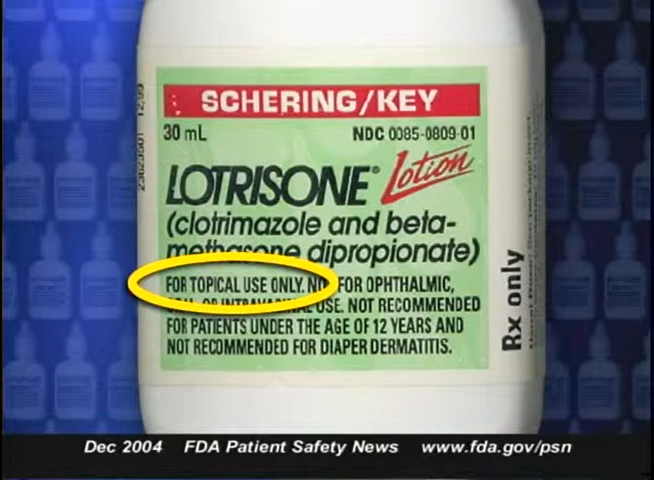 SCHERING/KEY
30 mL NDC 0085-0809-01
LOTRISONE® Lotion
(clotrimazole and beta-
methasone dipropionate)
FOR TOPICAL USE ONLY. FOR OPHTHALMIC,
OR INTRAVAGINAL USE. NOT RECOMMENDED
FOR PATIENTS UNDER THE AGE OF 12 YEARS AND
NOT RECOMMENDED FOR DIAPER DERMATITIS.
Rx only
Dec 2004 FDA Patient Safety News www.fda.gov/psn